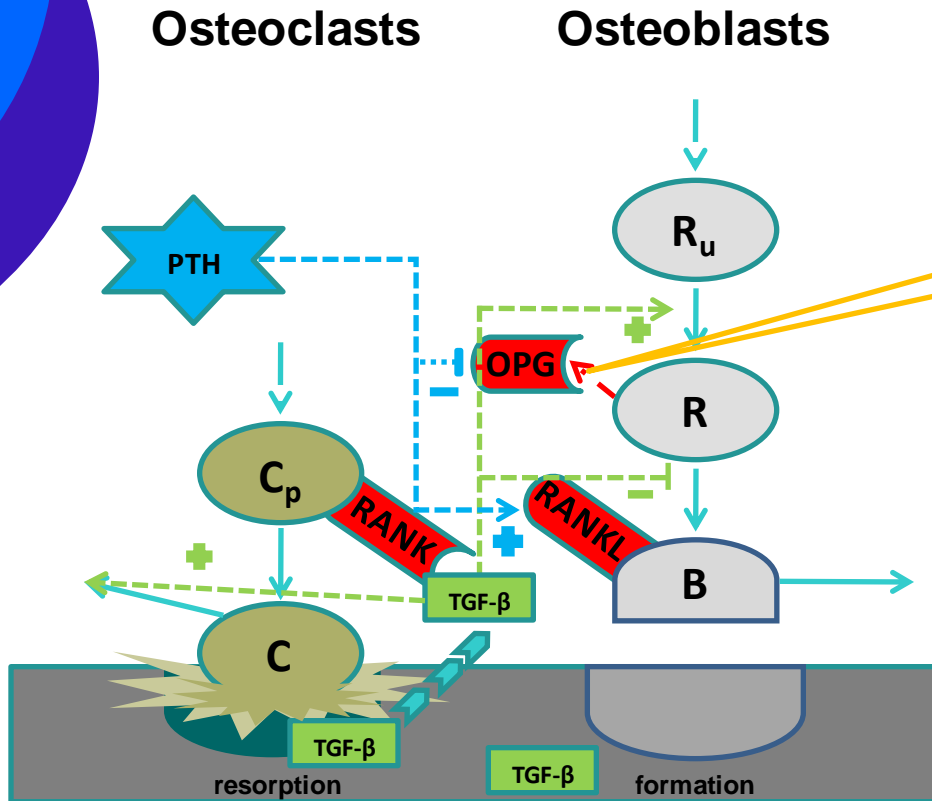 Osteoclasts
Osteoblasts
Ru
PTH
OPG
R
Cp
RANK
RANKL
TGF-β
B
C
TGF-β
TGF-β
resorption
formation